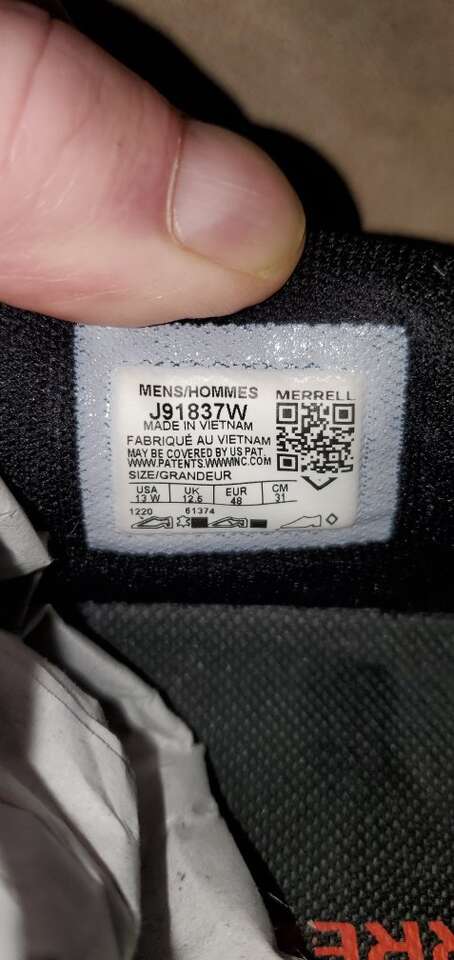 MENS/HOMMES MERRELL
J91837W
MADE IN VIETNAM
FABRIQUÉ AU VIETNAM
MAY BE COVERED BY US PAT.
WWW.PATENTS.WWWINC.COM
SIZE/GRANDEUR
USA UK EUR CM
13 W 12.5 48 31
1220 61374
RRE